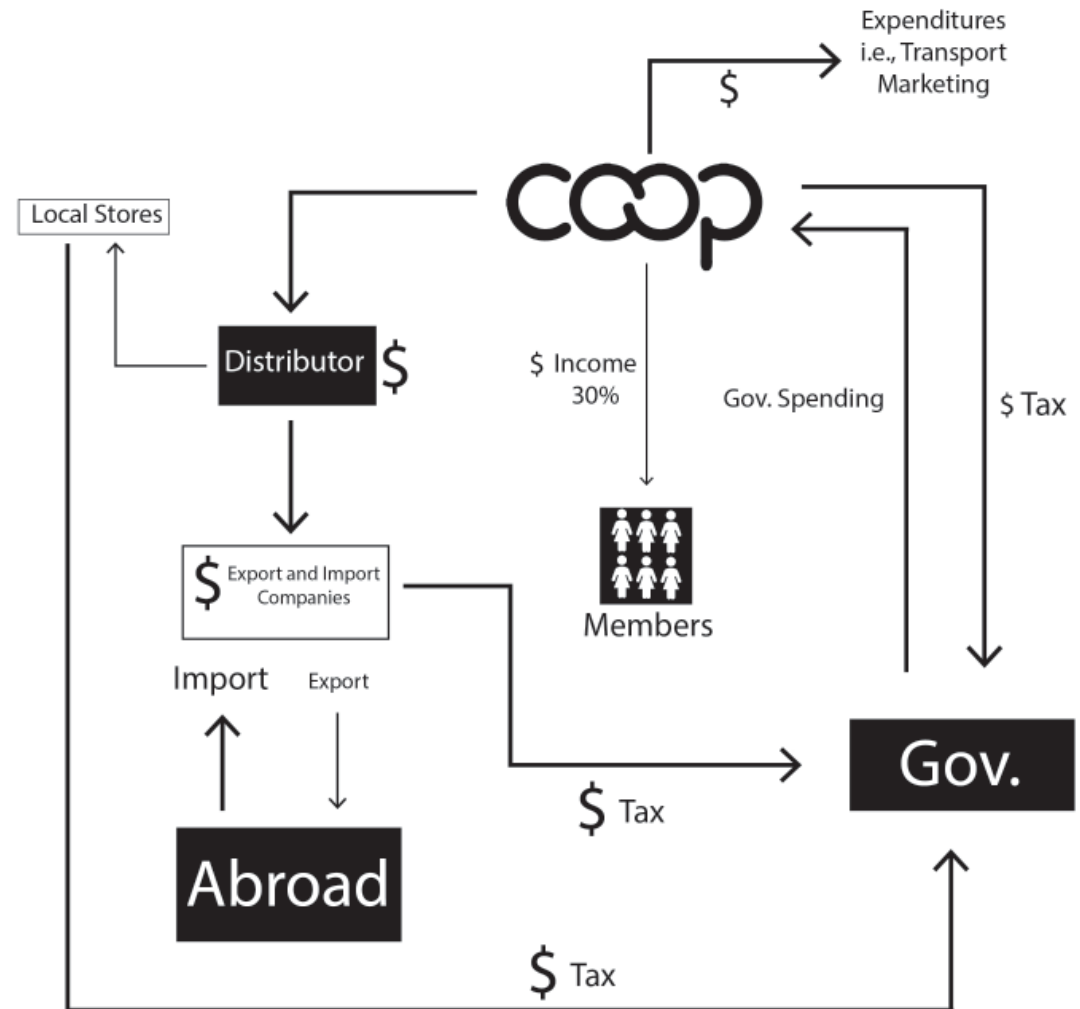 Expenditures
i.e., Transport
Marketing
$
coop
Local Stores
Distributor $
$ Income
30%
Gov. Spending
$ Tax
$ Export and Import
Companies
Members
Import Export
Gov.
$ Tax
Abroad
$ Tax